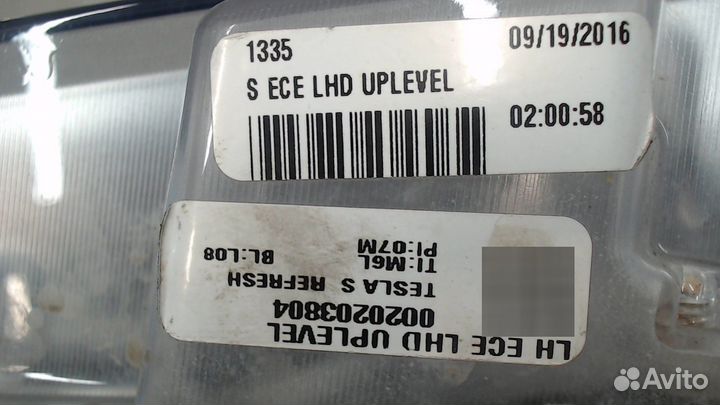 1335 09/19/2016
S ECE LHD UPLEVEL
02:00:58
LH ECE LHD UPLEVEL
0020203804
TESLA S REFRESH
TI:M6L BL:L08
PI:07M
Avito